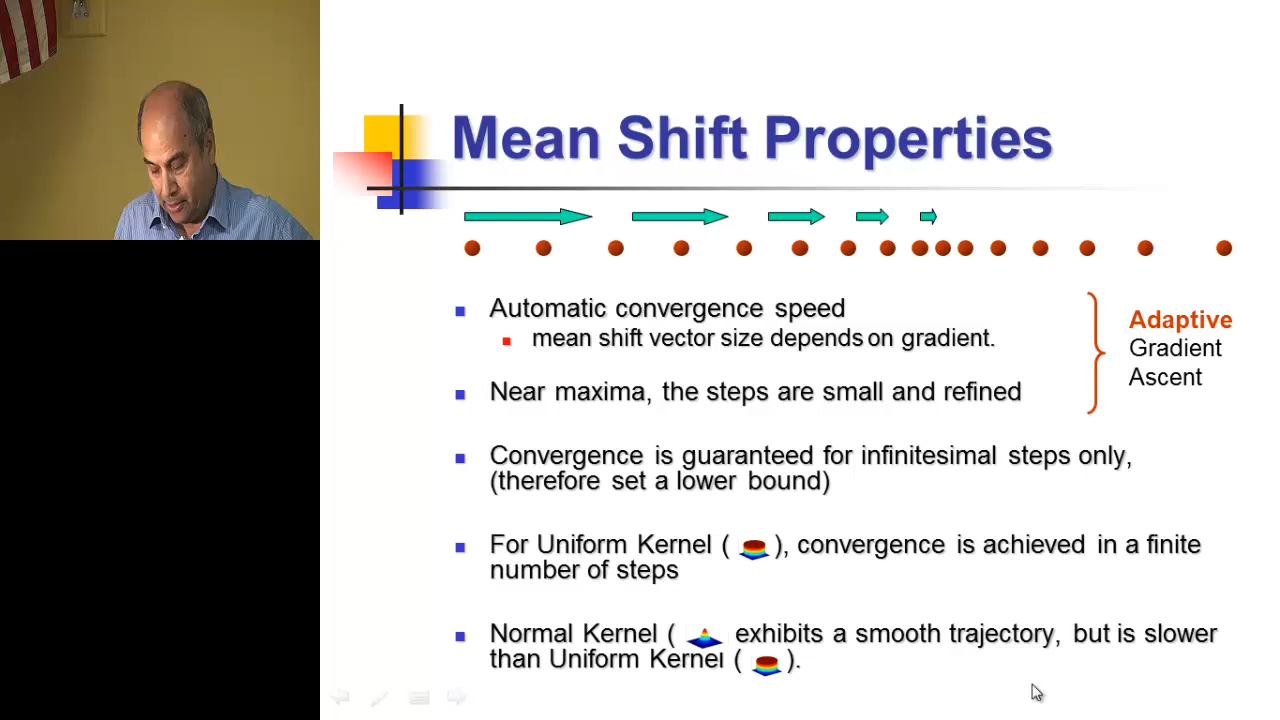 Mean Shift Properties
Automatic convergence speed
mean shift vector size depends on gradient.
Near maxima, the steps are small and refined
Adaptive
Gradient
Ascent
Convergence is guaranteed for infinitesimal steps only,
(therefore set a lower bound)
For Uniform Kernel ( ), convergence is achieved in a finite
number of steps
Normal Kernel ( exhibits a smooth trajectory, but is slower
than Uniform Kernel ( ).